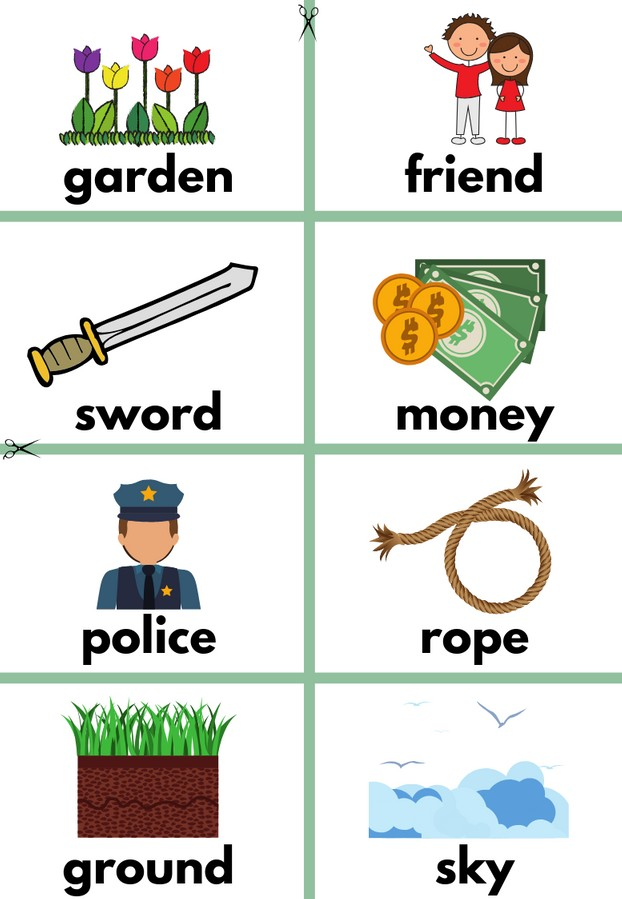 garden
friend
sword
money
police
rope
ground
sky